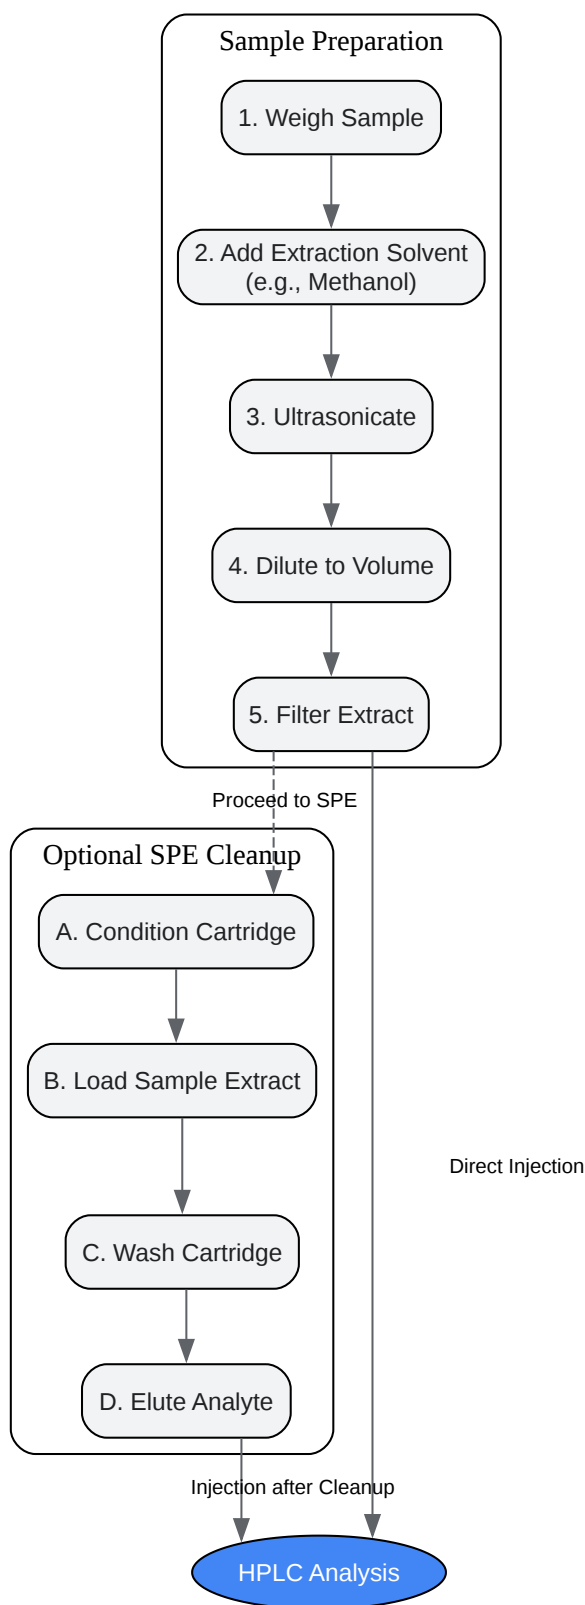 Sample Preparation
1. Weigh Sample
2. Add Extraction Solvent
(e.g., Methanol)
3. Ultrasonicate
4. Dilute to Volume
5. Filter Extract
Proceed to SPE
Optional SPE Cleanup
A. Condition Cartridge
B. Load Sample Extract
Direct Injection
C. Wash Cartridge
D. Elute Analyte
Injection after Cleanup
HPLC Analysis